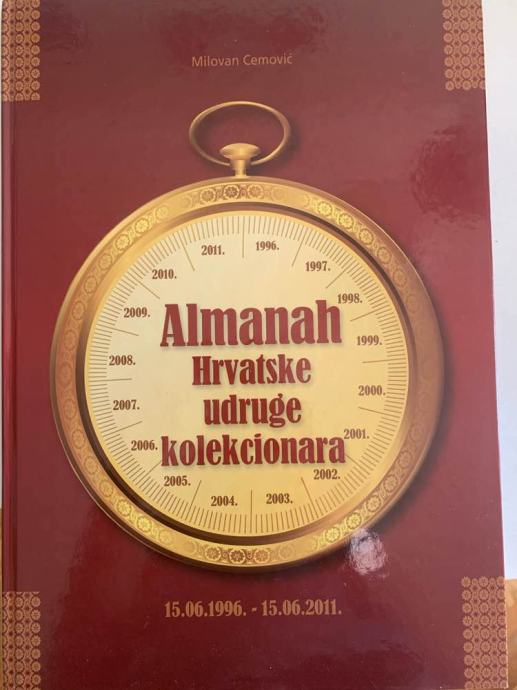 Milovan Cemović
2011.
1996.
2010.
1997.
2009.
1998.
Almanah
1999.
Hrvatske
2008.
2000.
udruge
2007.
2001.
2006.
kolekcionara
2005.
2002.
2004.
2003.
15.06.1996. - 15.06.2011.